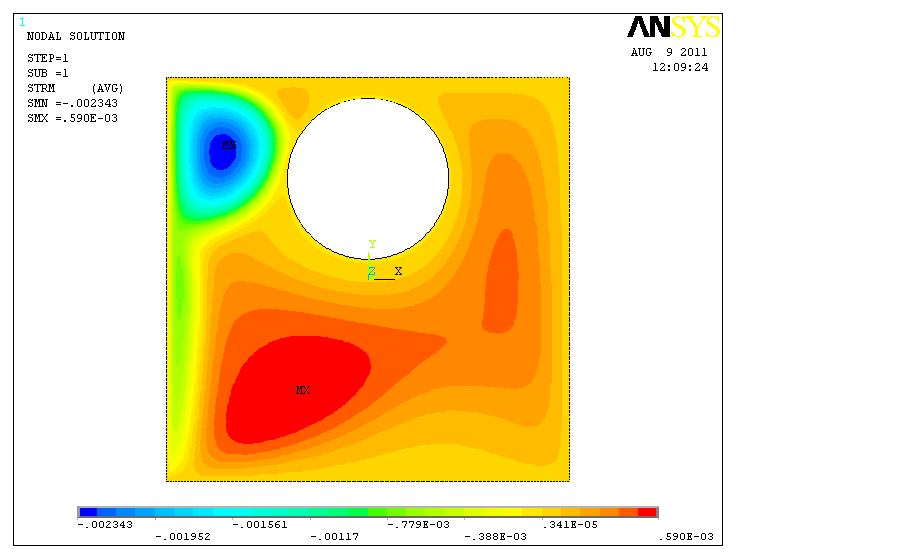 1
NODAL SOLUTION
ANSYS
STEP=1
SUB =1
STRM (AVG)
SMN =-.002343
SMX =.590E-03
AUG 9 2011
12:09:24
MN
Y
Z X
MX
-.002343 -.001561 -.779E-03 .341E-05
-.001952 -.00117 -.388E-03 .590E-03